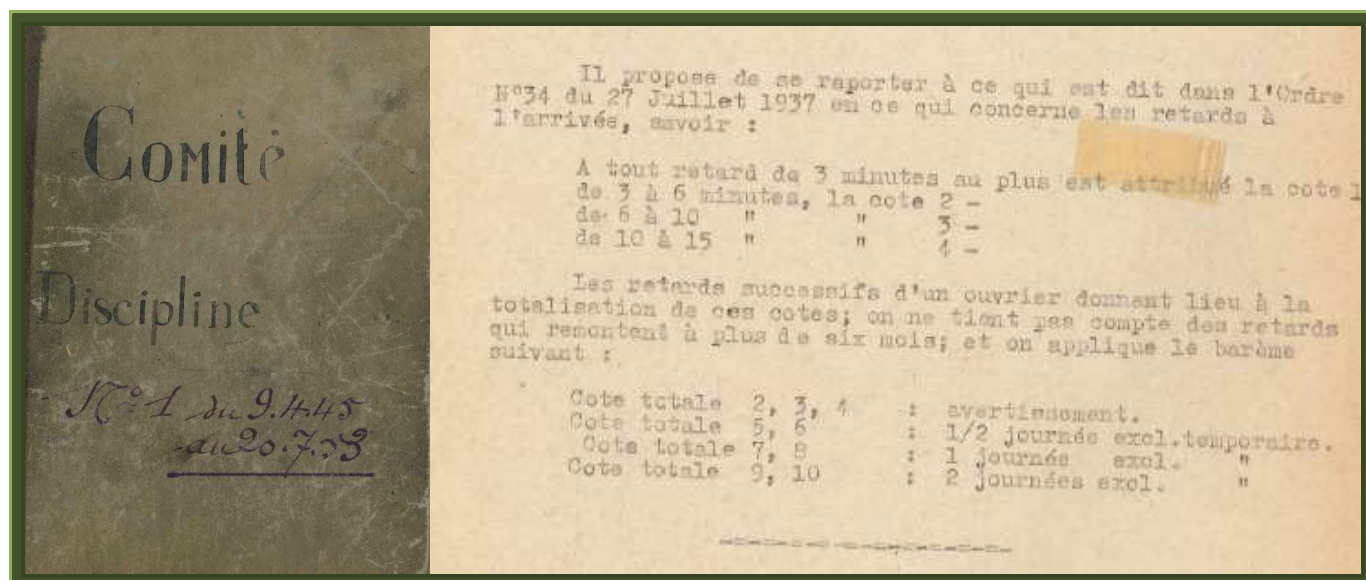 Comité
Discipline
N° 1 du 9.4.45
au 20.7.53
Il propose de se reporter à ce qui est dit dans l'Ordre
N°34 du 27 Juillet 1937 en ce qui concerne les retards à
l'arrivée, savoir :
A tout retard de 3 minutes au plus est attribué la cote 1
de 3 à 6 minutes, la cote 2 -
de 6 à 10 " " 3 -
de 10 à 15 " " 4 -
Les retards successifs d'un ouvrier donnent lieu à la
totalisation de ces cotes; on ne tient pas compte des retards
qui remontent à plus de six mois; et on applique le barème
suivant :
Cote totale 2, 3, 4 : avertissement.
Cote totale 5, 6 : 1/2 journée excl.temporaire.
Cote totale 7, 8 : 1 journée excl. "
Cote totale 9, 10 : 2 journées excl. "